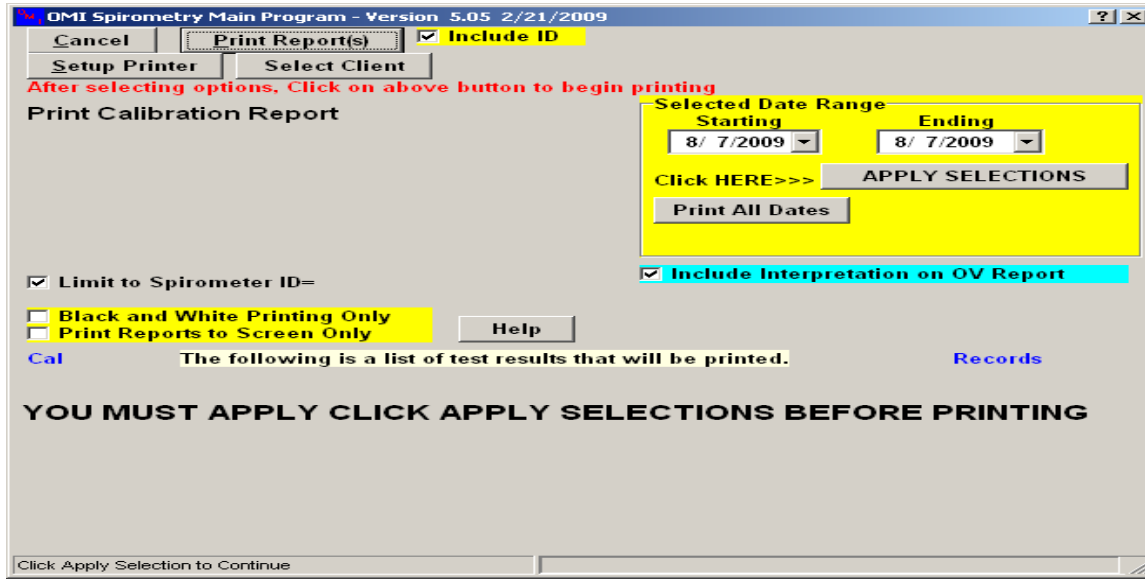 OMI Spirometry Main Program - Version 5.05 2/21/2009
Cancel Print Report(s) Include ID
Setup Printer Select Client
After selecting options, Click on above button to begin printing
Print Calibration Report
Selected Date Range
Starting Ending
8/ 7/2009 8/ 7/2009
Click HERE>>> APPLY SELECTIONS
Print All Dates
Limit to Spirometer ID=
Include Interpretation on OV Report
Black and White Printing Only
Print Reports to Screen Only
Help
Cal The following is a list of test results that will be printed. Records
YOU MUST APPLY CLICK APPLY SELECTIONS BEFORE PRINTING
Click Apply Selection to Continue